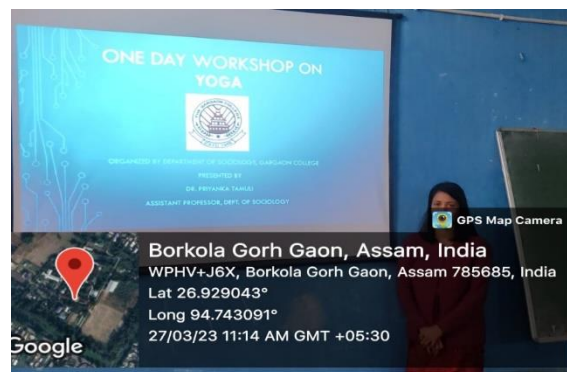 ONE DAY WORKSHOP ON
YOGA
ORGANIZED BY DEPARTMENT OF SOCIOLOGY, GARGAON COLLEGE
PRESENTED BY
DR. PRIYANKA TAMULI
ASSISTANT PROFESSOR, DEPT. OF SOCIOLOGY
GPS Map Camera
Borkola Gorh Gaon, Assam, India
WPHV+J6X, Borkola Gorh Gaon, Assam 785685, India
Lat 26.929043°
Long 94.743091°
27/03/23 11:14 AM GMT +05:30
Google